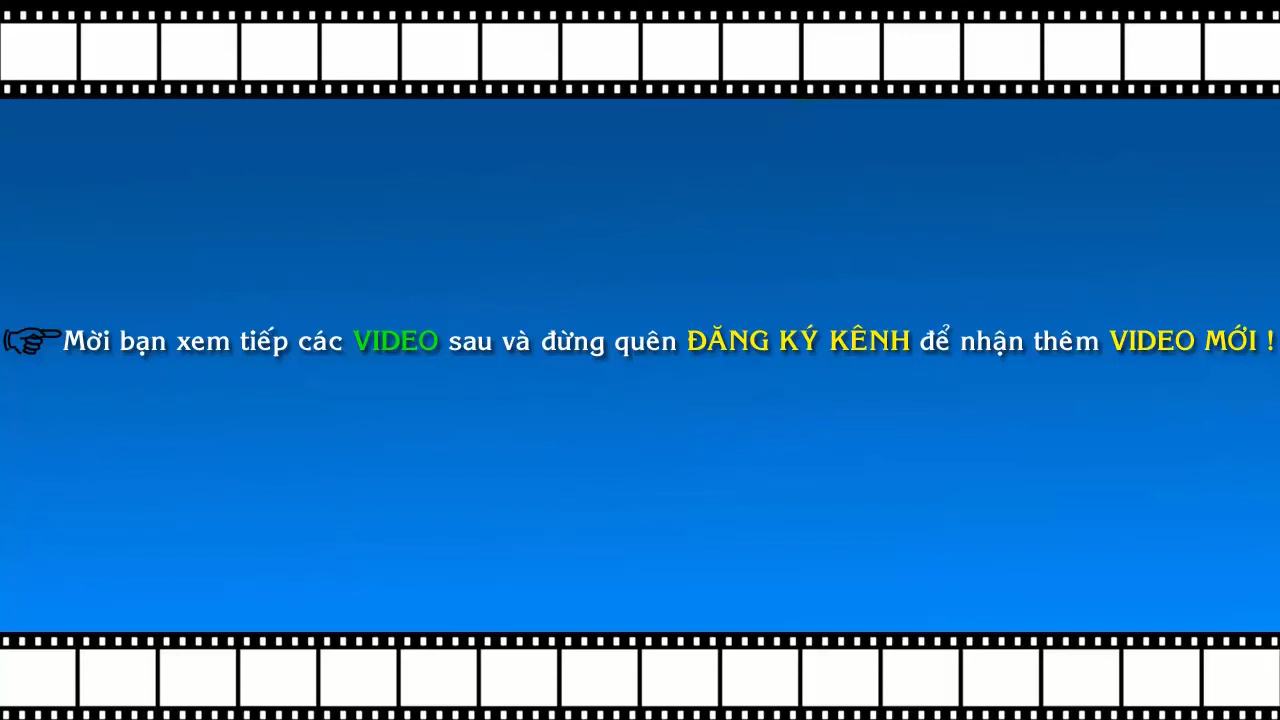 Mời bạn xem tiếp các VIDEO sau và đừng quên ĐĂNG KÝ KÊNH để nhận thêm VIDEO MỚI !